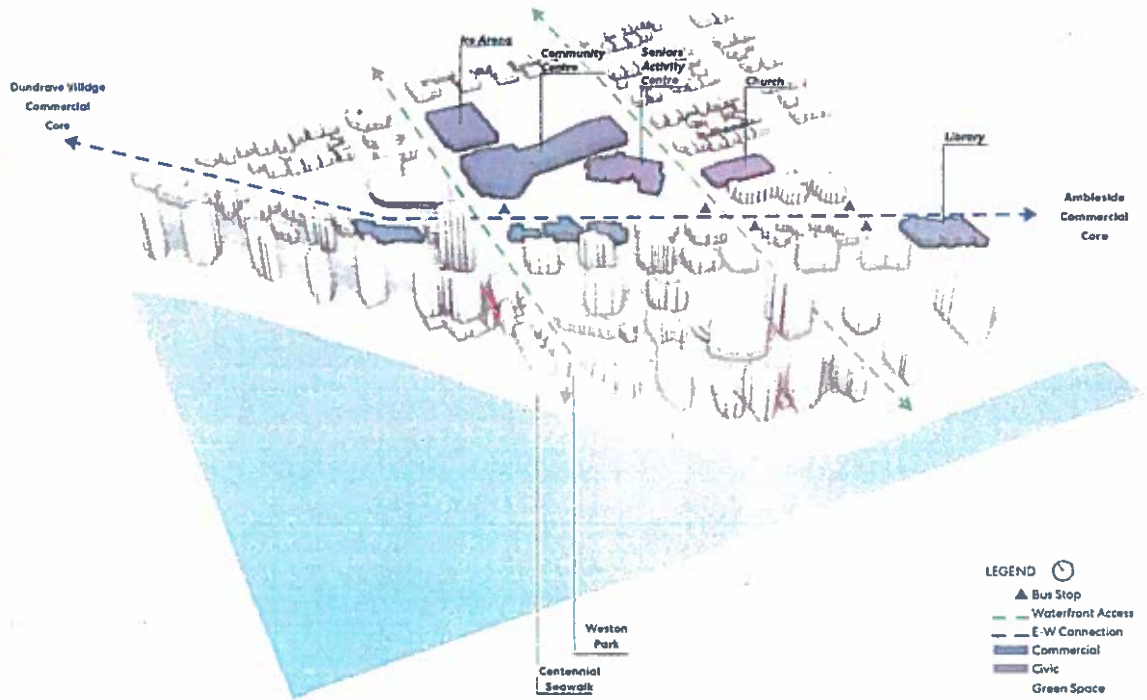 Ice Arena
Community
Centre
Seniors'
Activity
Centre
Church
Library
Dundrave Village
Commercial
Core
Ambleside
Commercial
Core
Weston
Park
Centennial
Seawalk
LEGEND
Bus Stop
Waterfront Access
E-W Connection
Commercial
Civic
Green Space